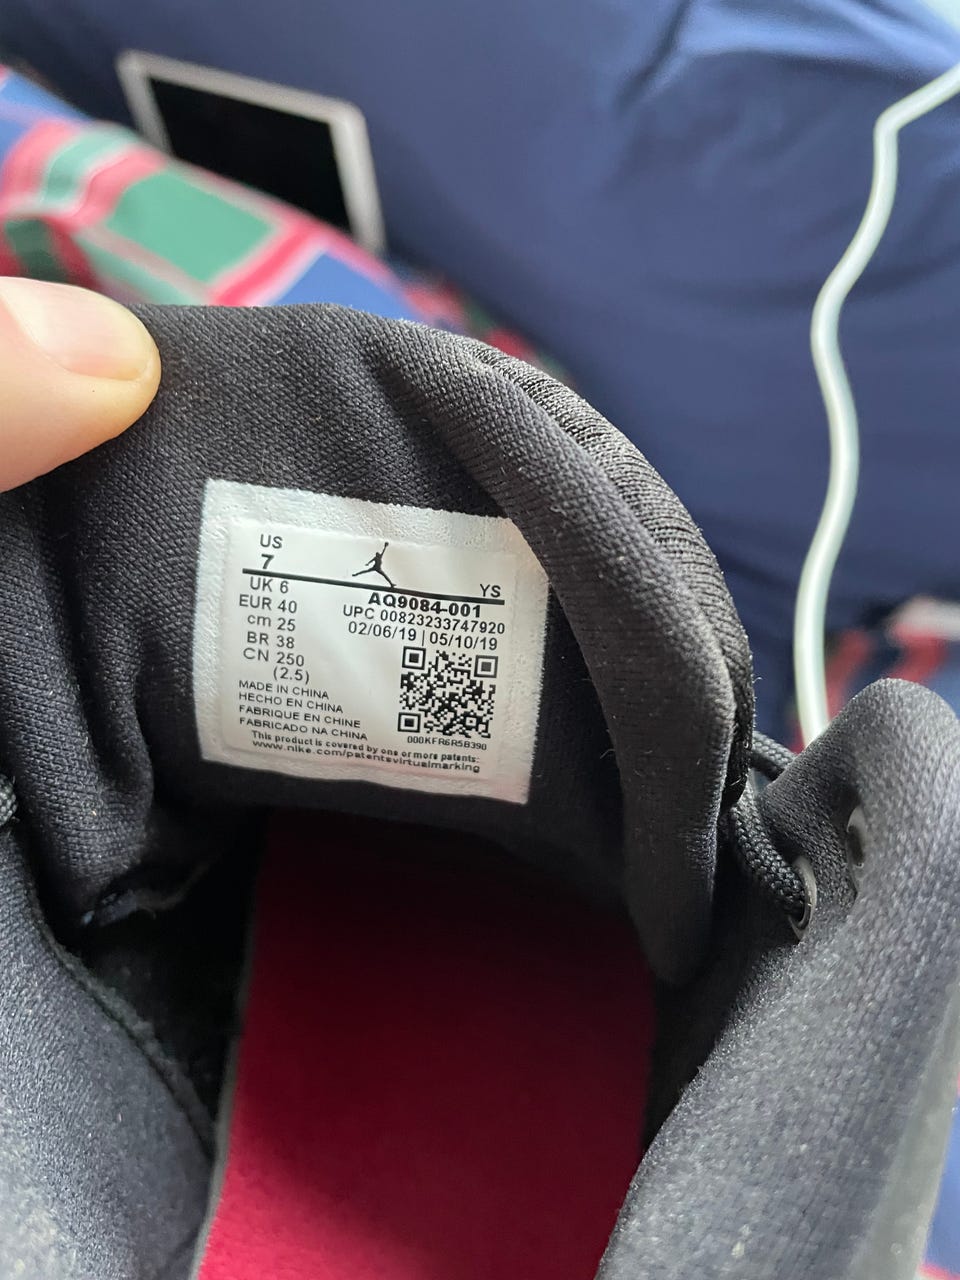 US
7
UK 6
EUR 40
cm 25
BR 38
CN 250
(2.5)
YS
AQ9084-001
UPC 00823233747920
02/06/19 | 05/10/19
000KFR6R5B390
MADE IN CHINA
HECHO EN CHINA
FABRIQUE EN CHINE
FABRICADO NA CHINA
This product is covered by one or more patents:
www.nike.com/patentsvirtualmarking